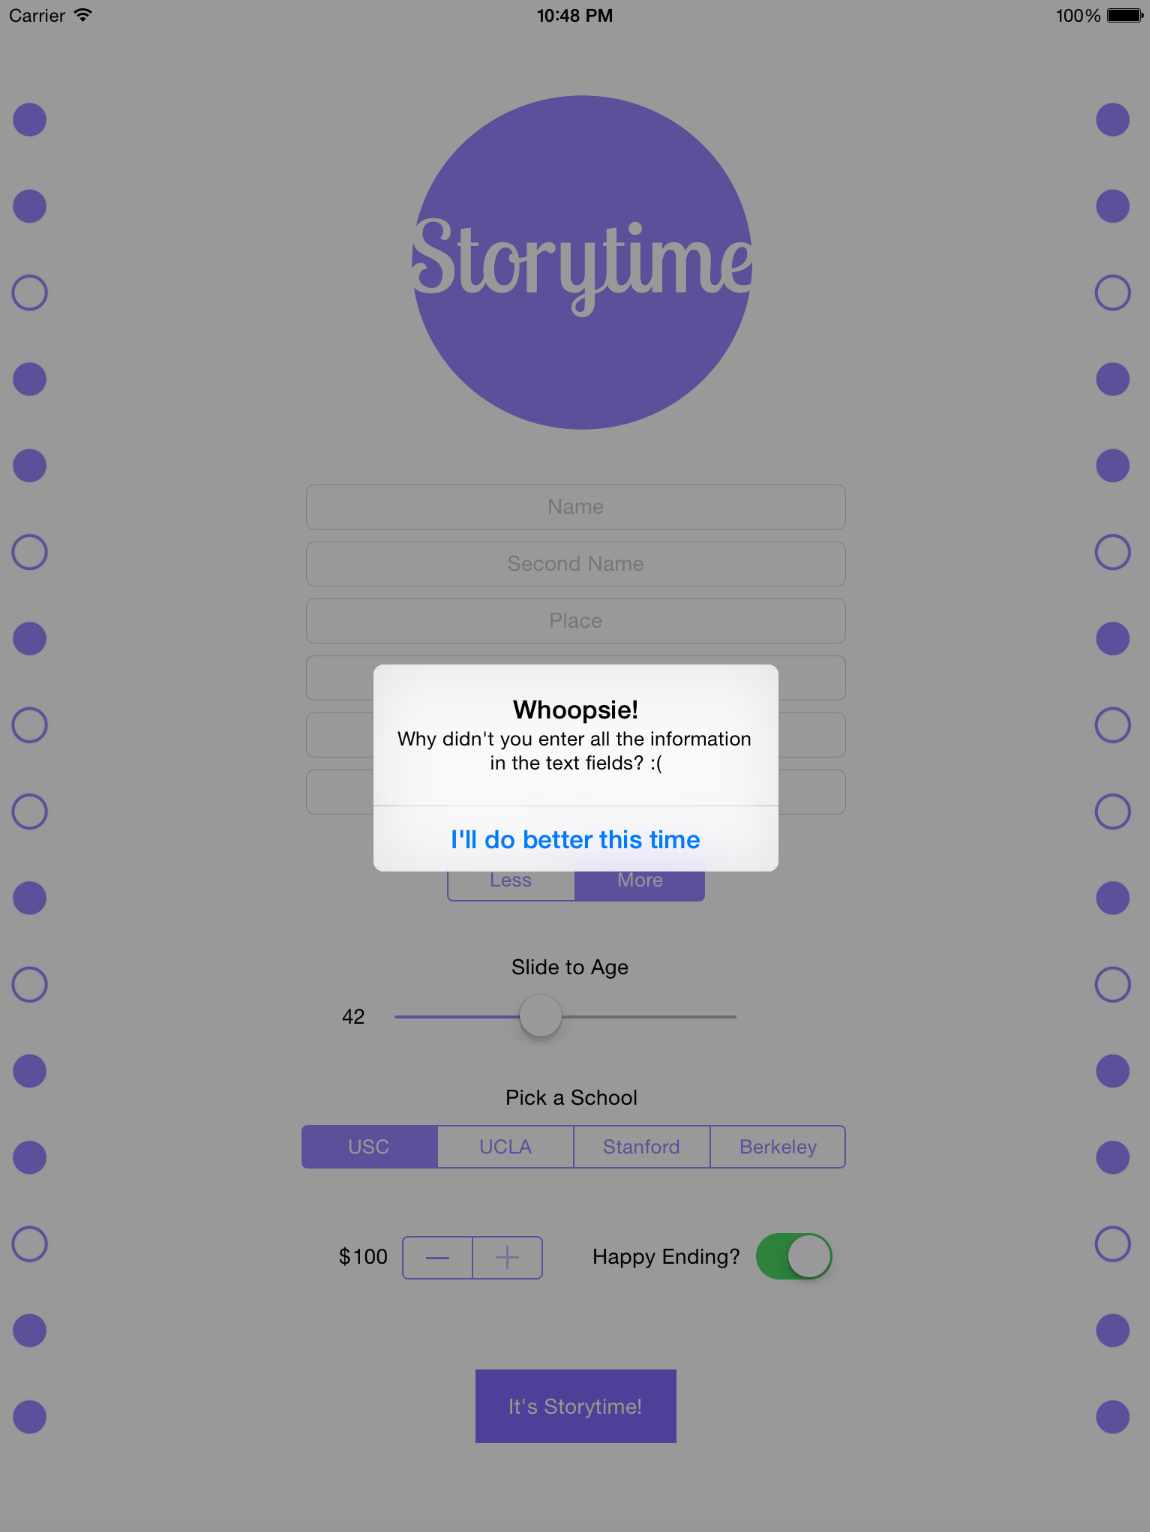 Carrier
10:48 PM
100%
Storytime
Name
Second Name
Place
Whoopsie!
Why didn't you enter all the information
in the text fields? :(
I'll do better this time
Less
More
Slide to Age
42
Pick a School
USC
UCLA
Stanford
Berkeley
$100
Happy Ending?
It's Storytime!